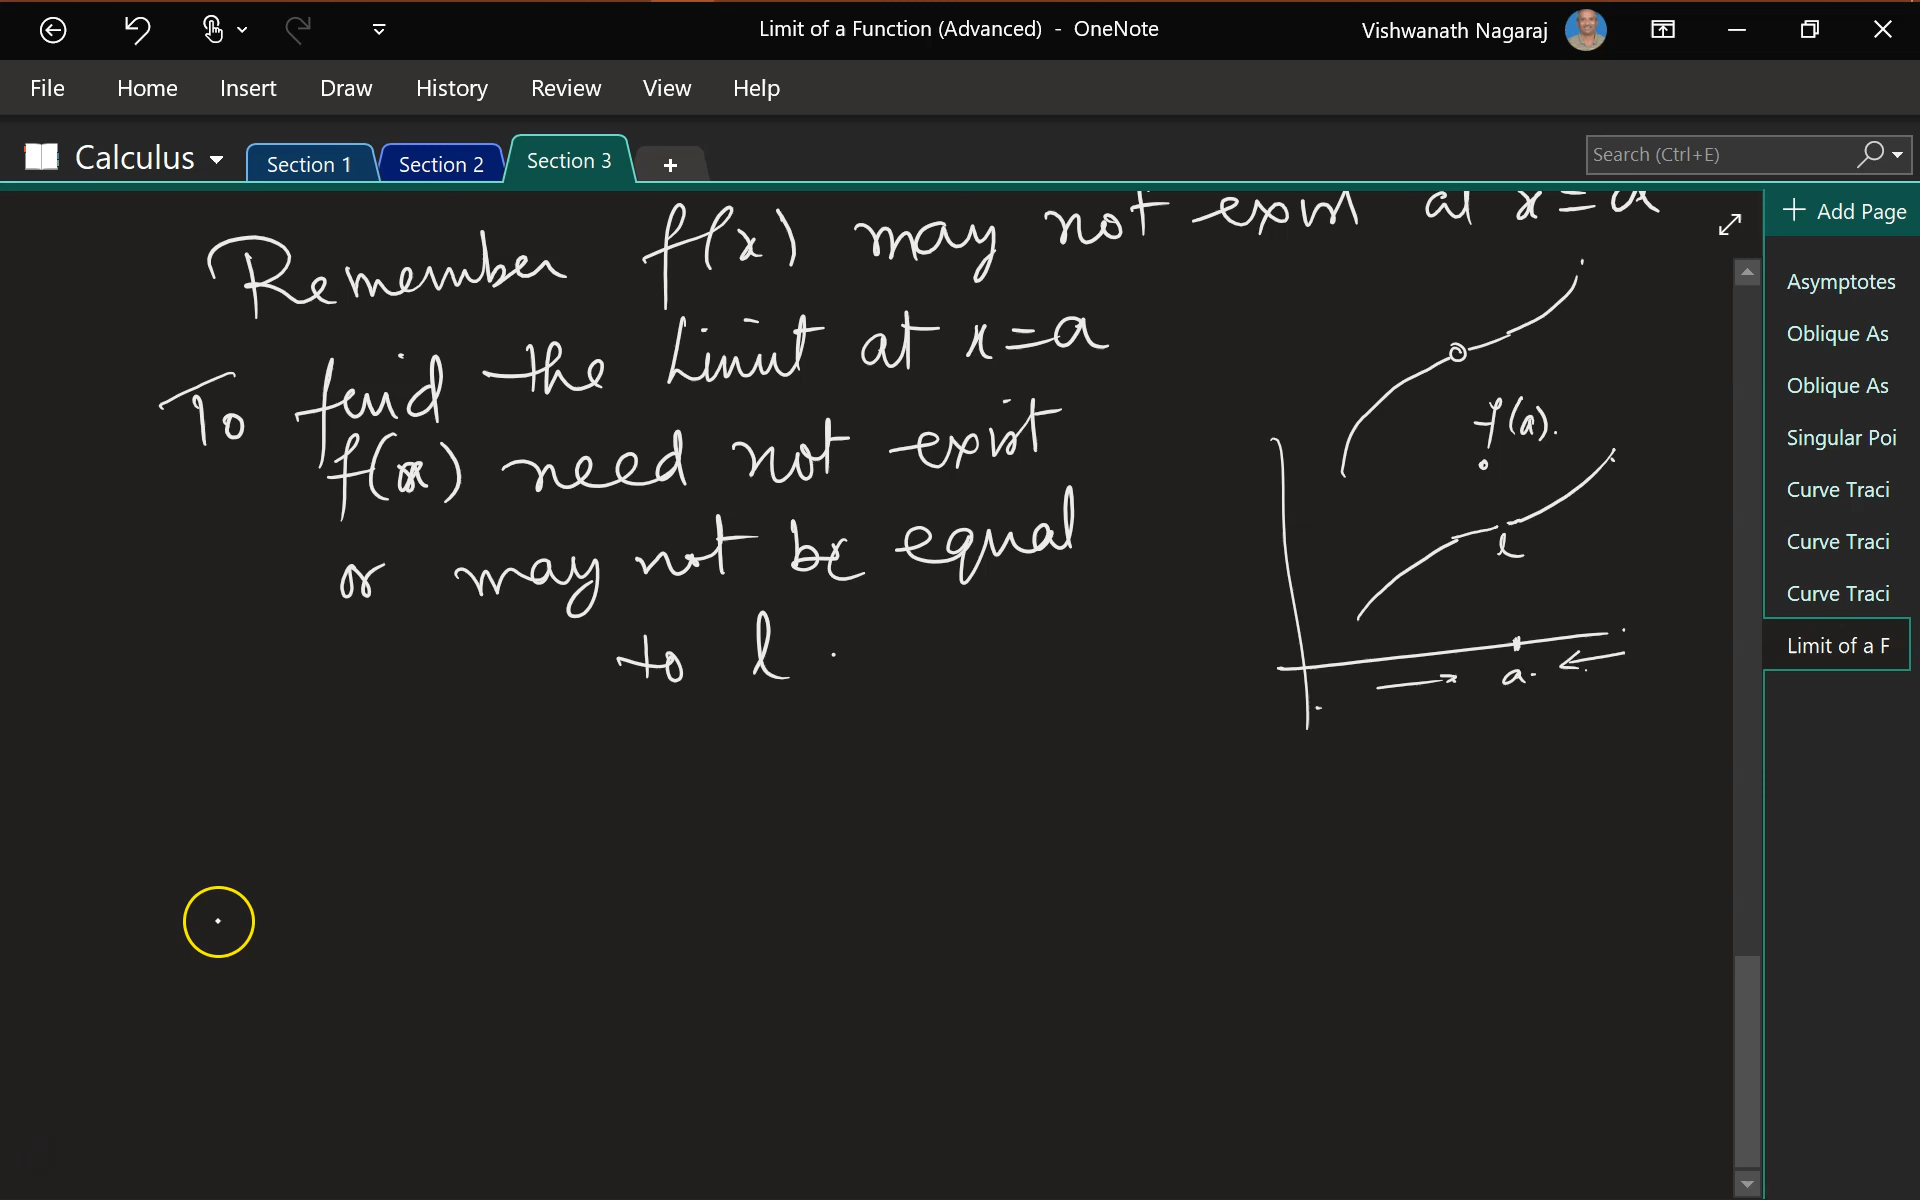 Limit of a Function (Advanced) - OneNote
Vishwanath Nagaraj
File Home Insert Draw History Review View Help
Calculus
Section 1
Section 2
Section 3
+
Search (Ctrl+E)
+ Add Page
Remember f(x) may not exist at x = a
To find the Limit at x = a
f(x) need not exist
or may not be equal
to l .
f(a).
l
a.
Asymptotes
Oblique As
Oblique As
Singular Poi
Curve Traci
Curve Traci
Curve Traci
Limit of a F